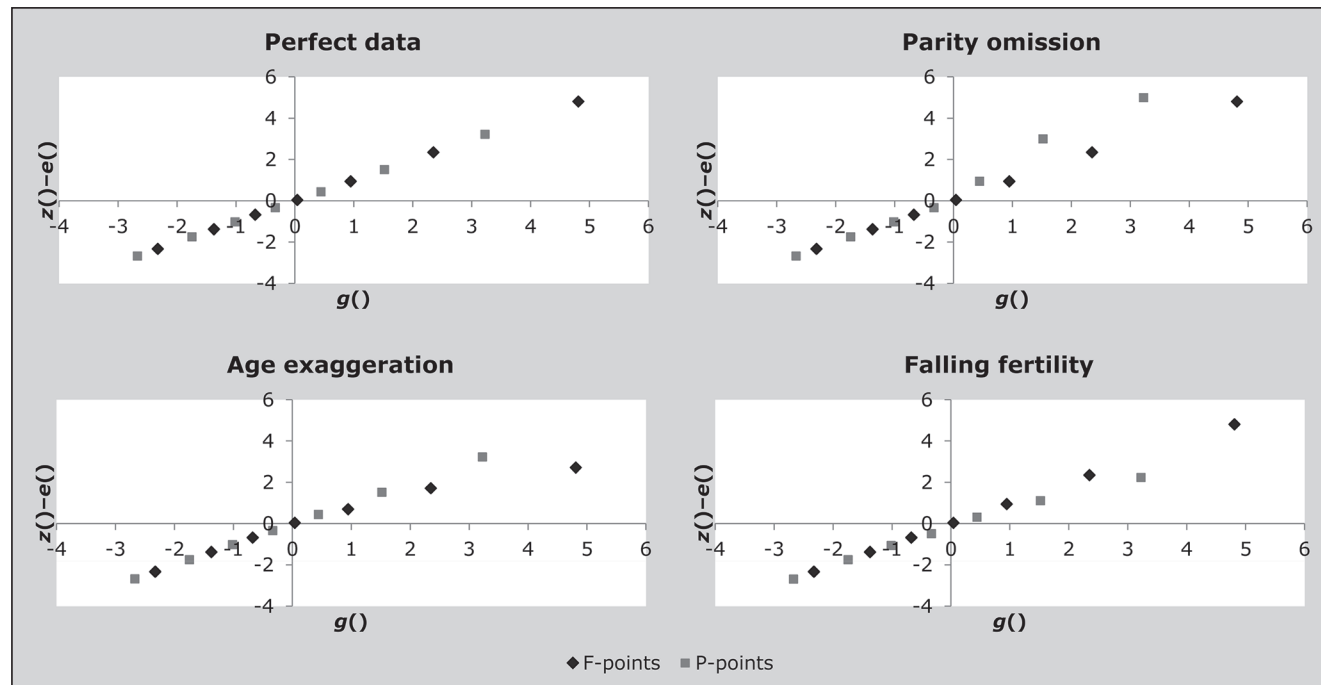 Perfect data
6
4
2
0
-2
-4
-4 -3 -2 -1 0 1 2 3 4 5 6
z()–e()
g()
Parity omission
6
4
2
0
-2
-4
-4 -3 -2 -1 0 1 2 3 4 5 6
z()–e()
g()
Age exaggeration
6
4
2
0
-2
-4
-4 -3 -2 -1 0 1 2 3 4 5 6
z()–e()
g()
Falling fertility
6
4
2
0
-2
-4
-4 -3 -2 -1 0 1 2 3 4 5 6
z()–e()
g()
F-points P-points